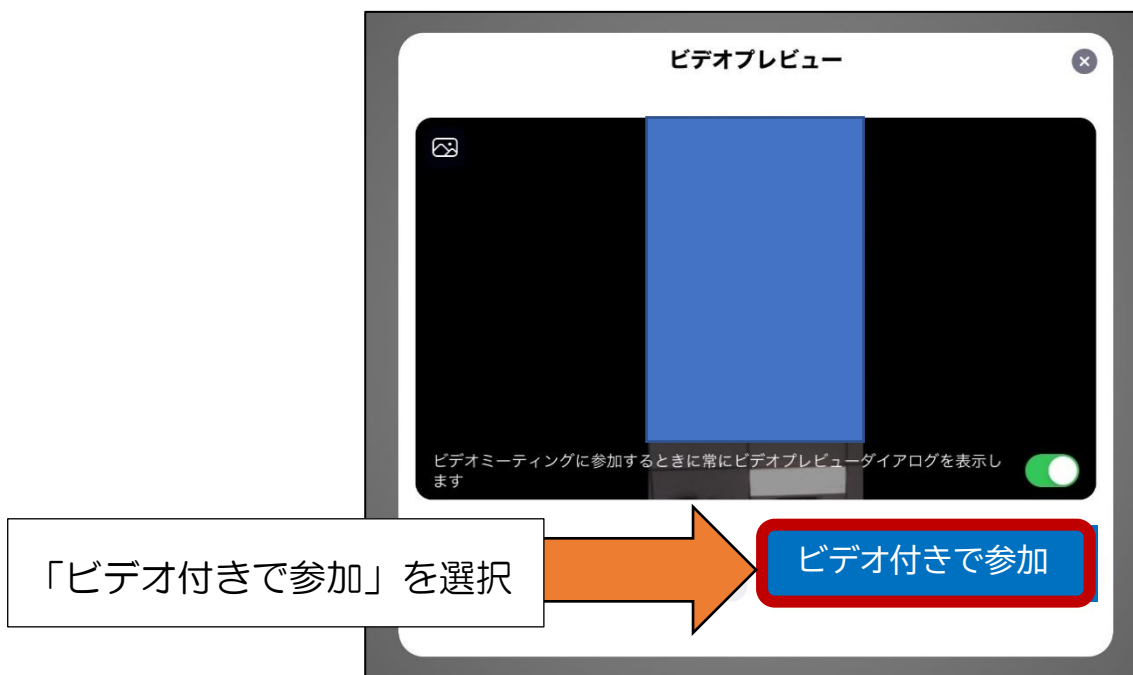 ビデオプレビュー
ビデオミーティングに参加するときに常にビデオプレビューダイアログを表示し
ます
「ビデオ付きで参加」を選択
ビデオ付きで参加